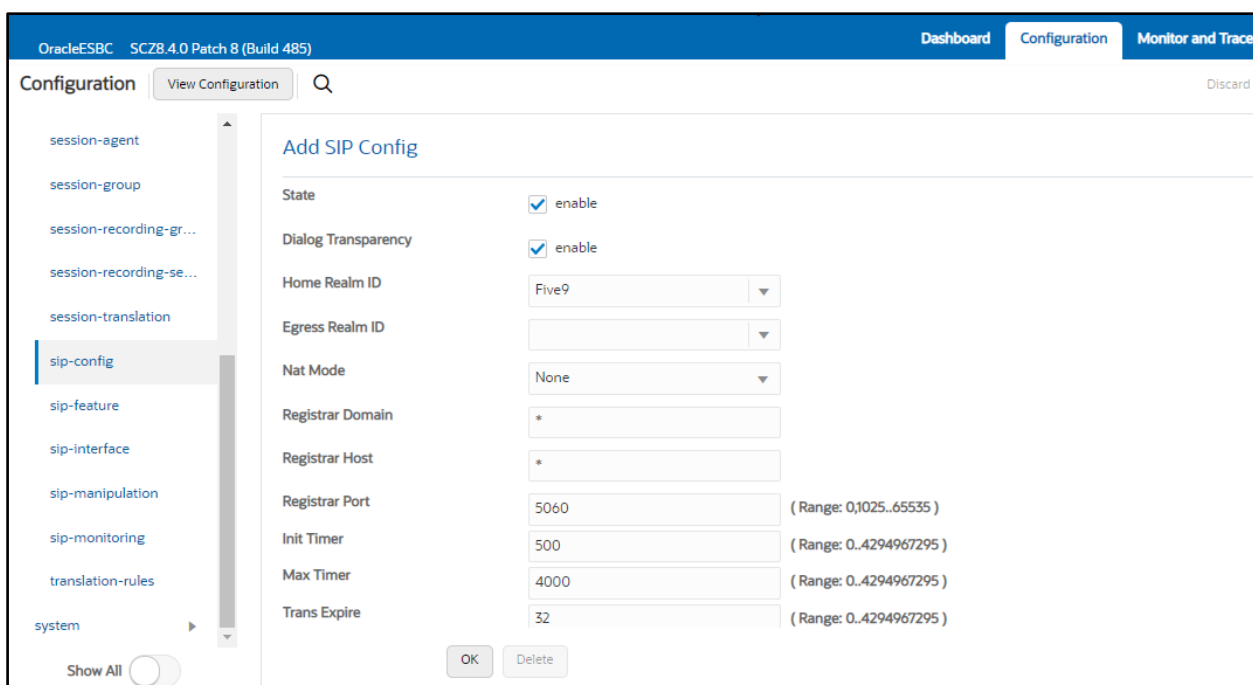 OracleESBC SCZ8.4.0 Patch 8 (Build 485)
Dashboard Configuration Monitor and Trace
Configuration View Configuration Discard
session-agent
session-group
session-recording-gr...
session-recording-se...
session-translation
sip-config
sip-feature
sip-interface
sip-manipulation
sip-monitoring
translation-rules
system
Show All
Add SIP Config
State enable
Dialog Transparency enable
Home Realm ID Five9
Egress Realm ID
Nat Mode None
Registrar Domain *
Registrar Host *
Registrar Port 5060 ( Range: 0,1025..65535 )
Init Timer 500 ( Range: 0..4294967295 )
Max Timer 4000 ( Range: 0..4294967295 )
Trans Expire 32 ( Range: 0..4294967295 )
OK Delete